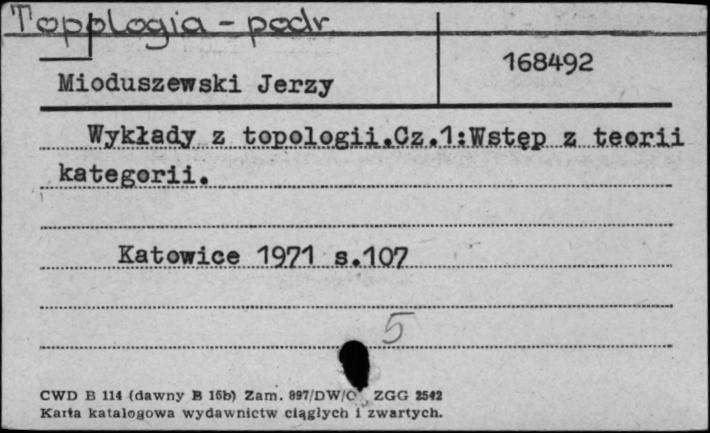 Topologia - podr
168492
Mioduszewski Jerzy
Wykłady z topologii.Cz.1:Wstęp z teorii
kategorii.
Katowice 1971 s.107
5
CWD B 114 (dawny B 15b) Zam. 897/DW/C ZGG 2542
Karta katalogowa wydawnictw ciągłych i zwartych.